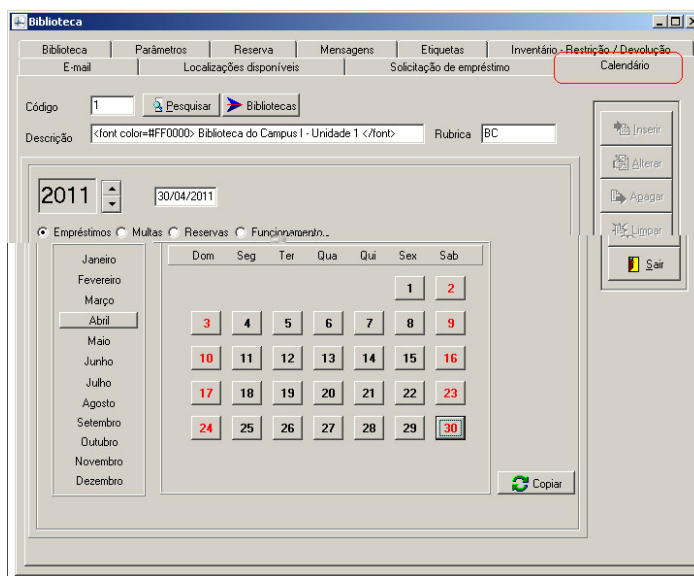 Biblioteca
Biblioteca Parâmetros Reserva Mensagens Etiquetas Inventário - Restrição / Devolução
E-mail Localizações disponíveis Solicitação de empréstimo Calendário
Código 1 Pesquisar Bibliotecas
Descrição <font color=#FF0000> Biblioteca do Campus I - Unidade 1 </font> Rubrica BC
Inserir
Alterar
Apagar
Limpar
Sair
2011 30/04/2011
Empréstimos Multas Reservas Funcionamento
Janeiro
Fevereiro
Março
Abril
Maio
Junho
Julho
Agosto
Setembro
Outubro
Novembro
Dezembro
Dom Seg Ter Qua Qui Sex Sab
1 2
3 4 5 6 7 8 9
10 11 12 13 14 15 16
17 18 19 20 21 22 23
24 25 26 27 28 29 30
Copiar